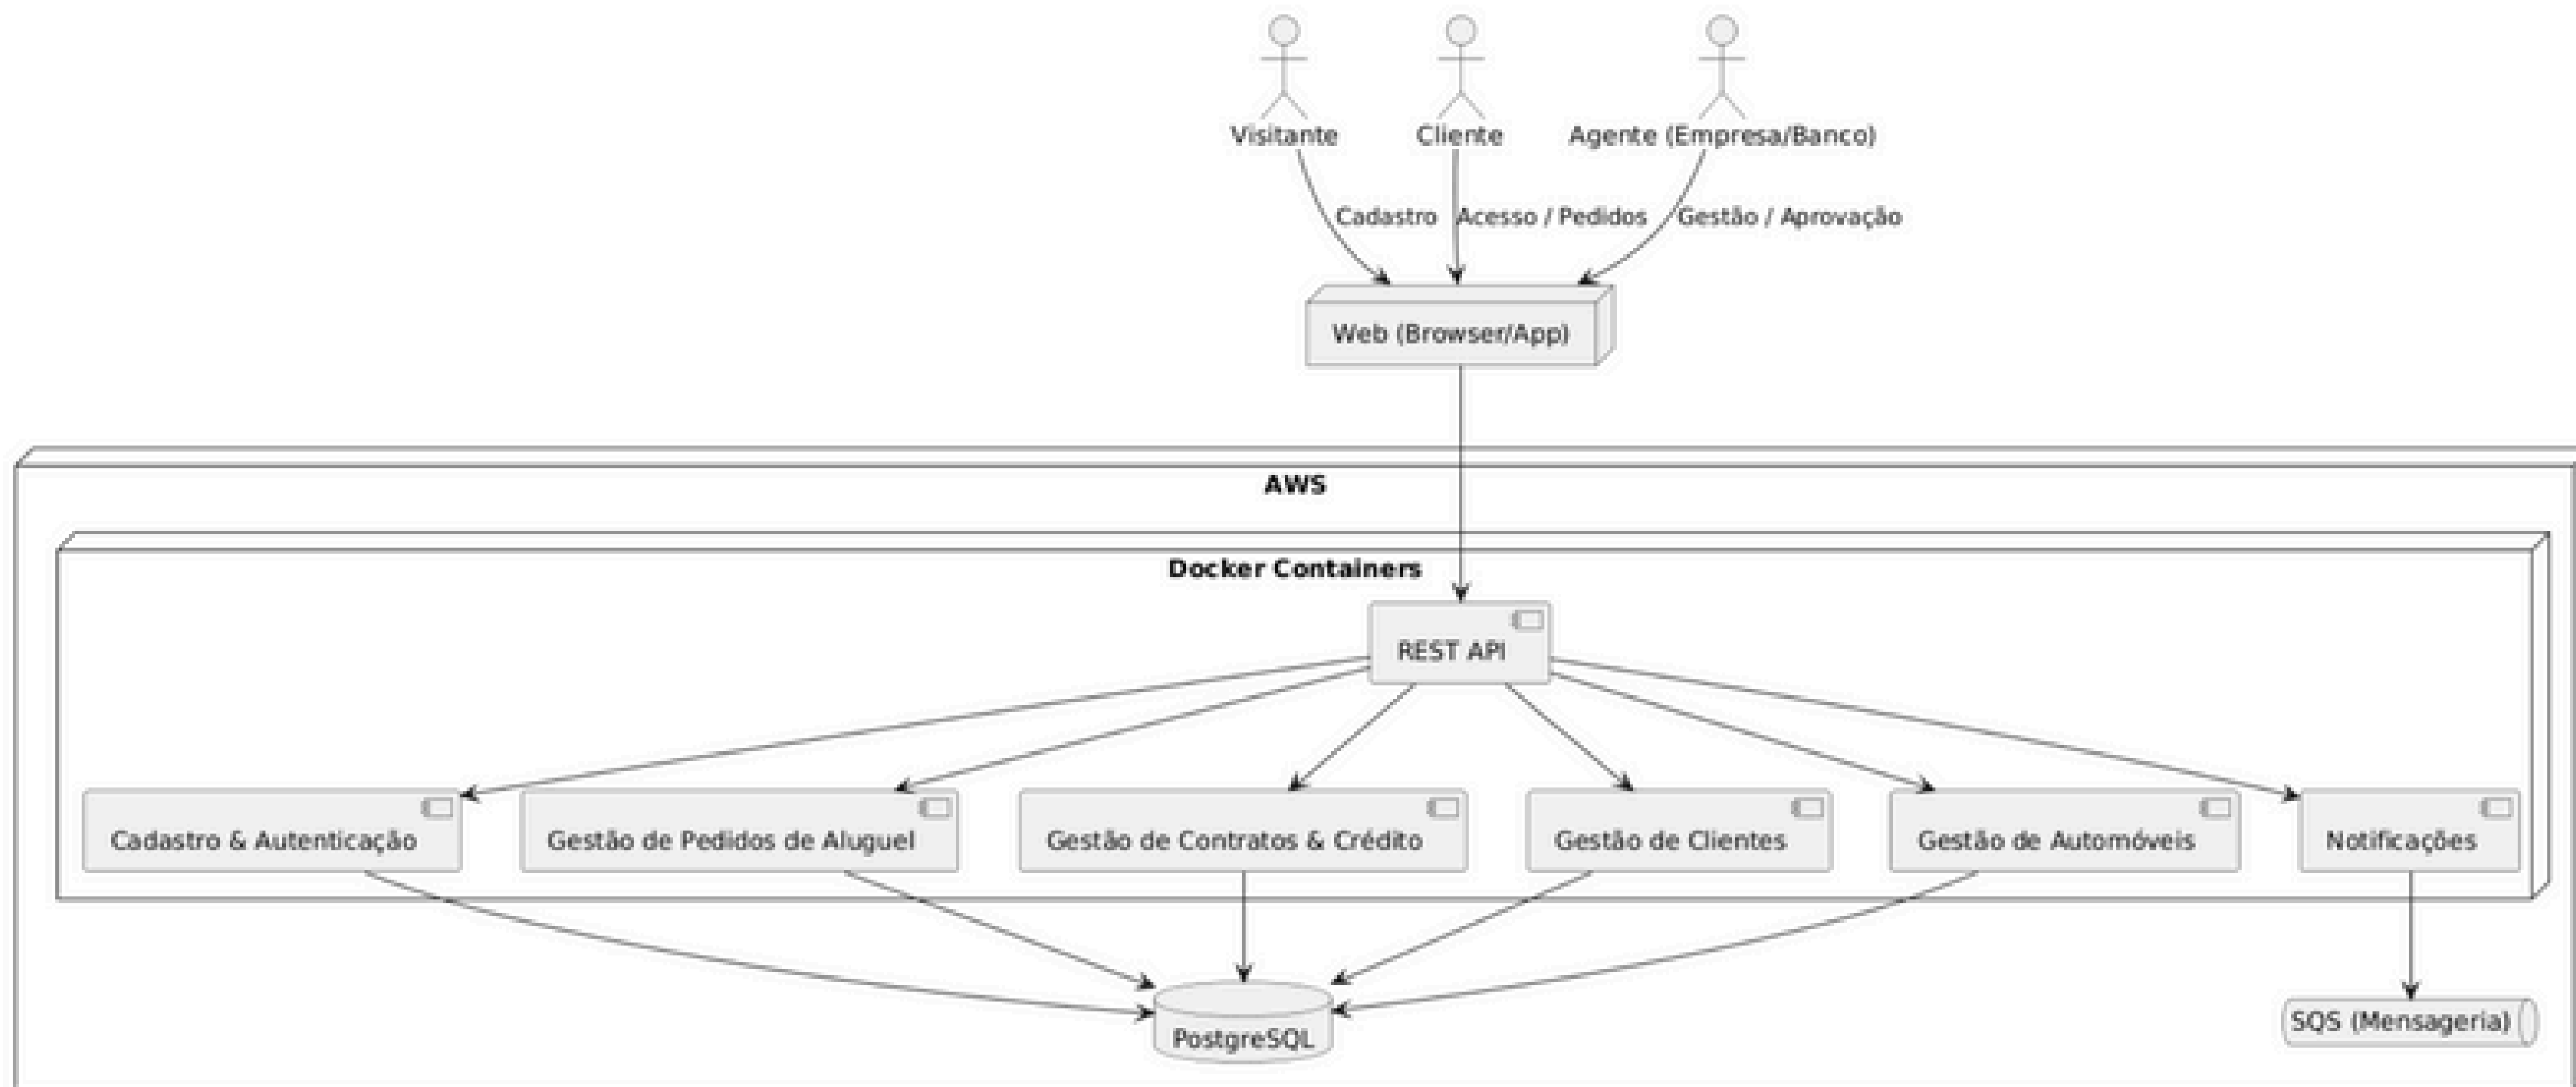 Visitante
Cliente
Agente (Empresa/Banco)
Cadastro
Acesso / Pedidos
Gestão / Aprovação
Web (Browser/App)
AWS
Docker Containers
REST API
Cadastro & Autenticação
Gestão de Pedidos de Aluguel
Gestão de Contratos & Crédito
Gestão de Clientes
Gestão de Automóveis
Notificações
PostgreSQL
SQS (Mensageria)